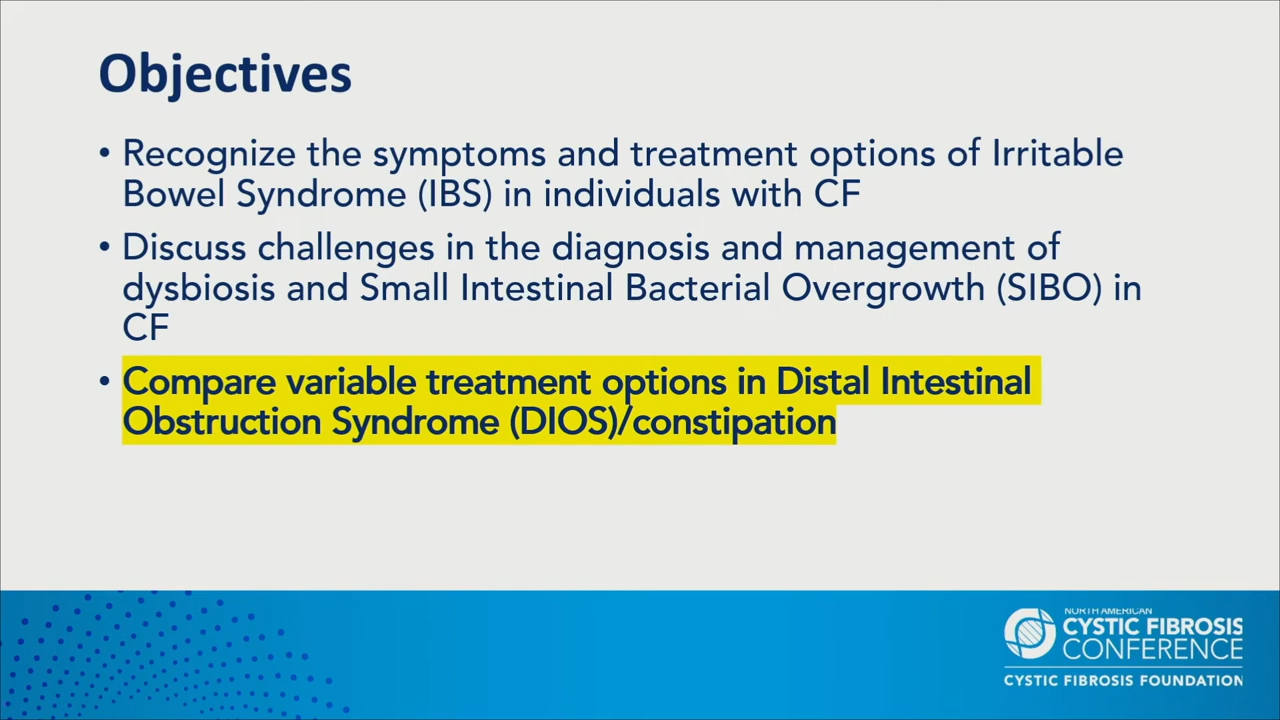 Objectives
• Recognize the symptoms and treatment options of Irritable
Bowel Syndrome (IBS) in individuals with CF
• Discuss challenges in the diagnosis and management of
dysbiosis and Small Intestinal Bacterial Overgrowth (SIBO) in
CF
• Compare variable treatment options in Distal Intestinal
Obstruction Syndrome (DIOS)/constipation
NORTH AMERICAN
CYSTIC FIBROSIS
CONFERENCE
CYSTIC FIBROSIS FOUNDATION